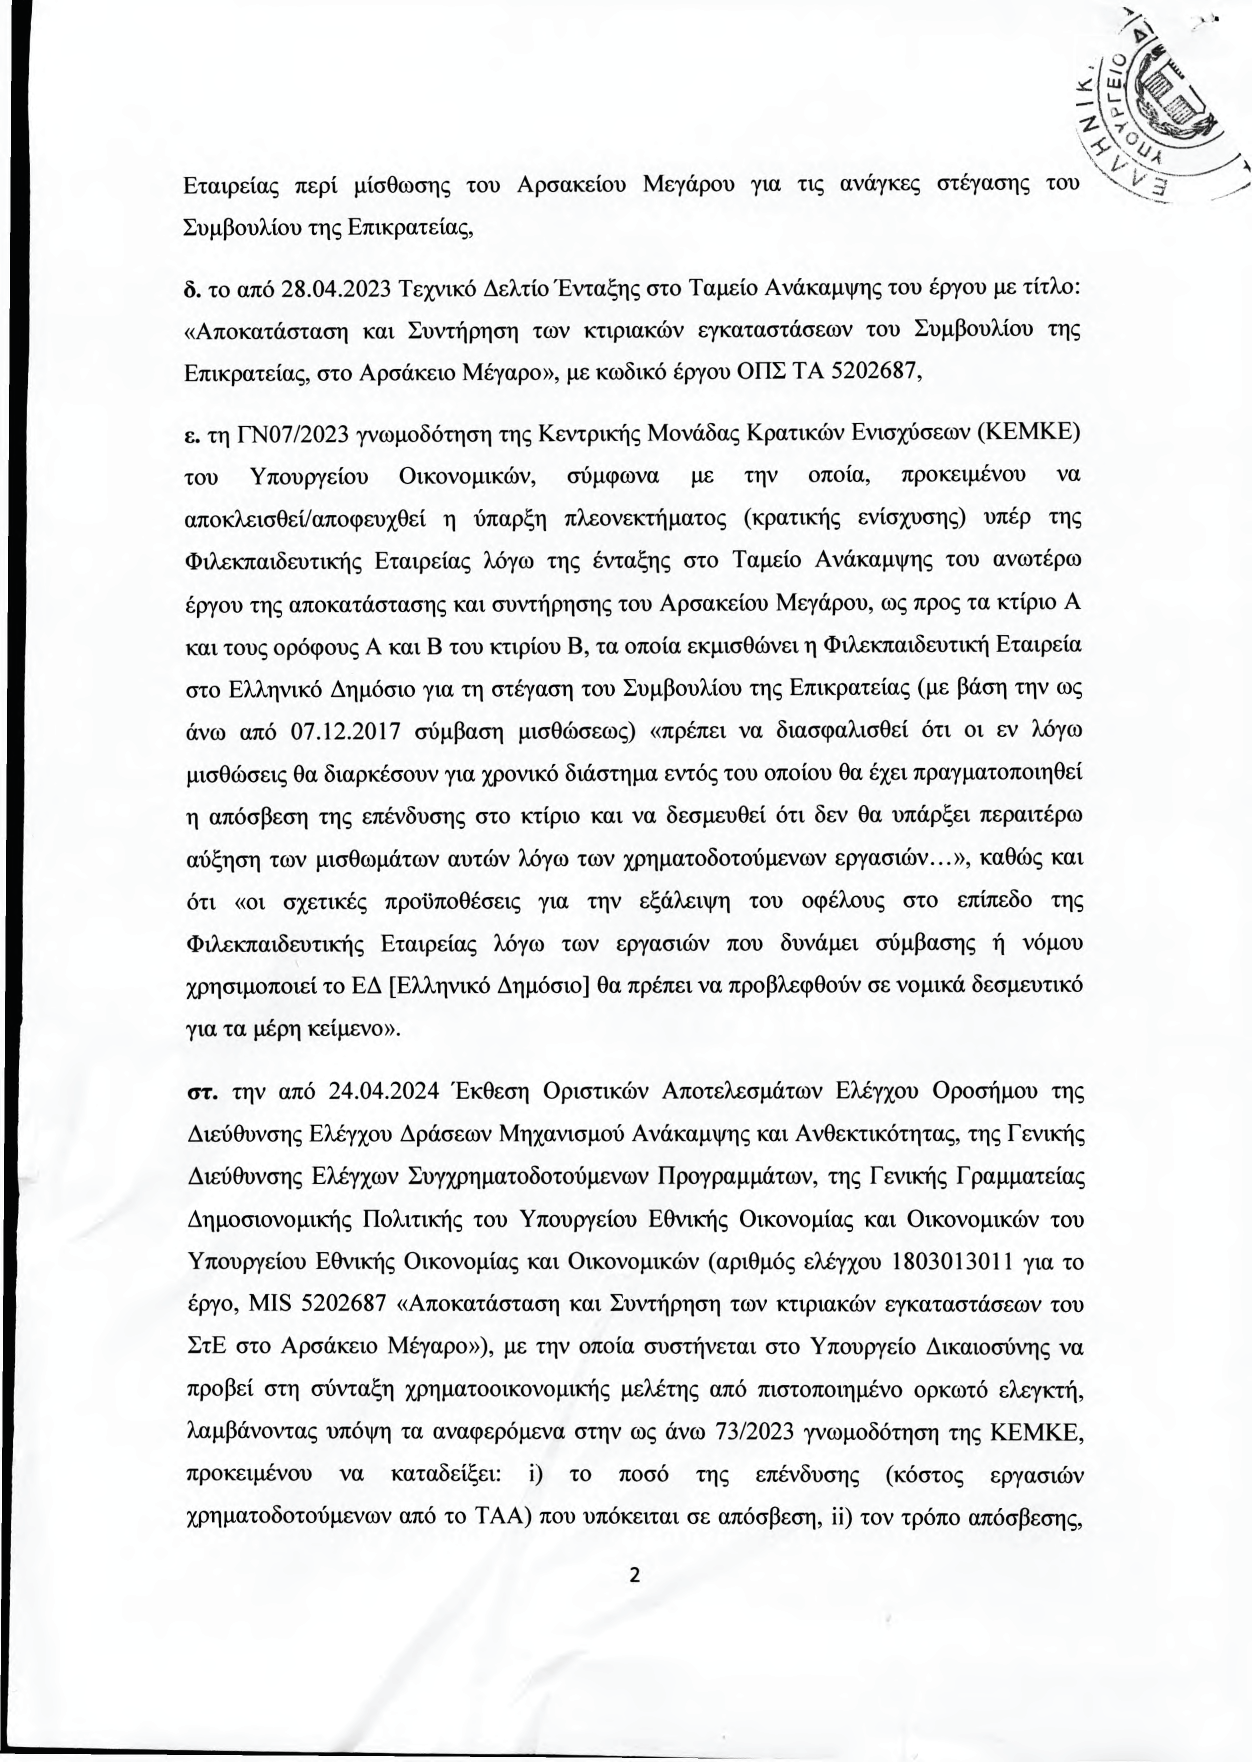 ΕΛΛΗΝΙΚ
ΥΠΟΥΡΓΕΙΟ Δ
Εταιρείας περί μίσθωσης του Αρσακείου Μεγάρου για τις ανάγκες στέγασης του
Συμβουλίου της Επικρατείας,
δ. το από 28.04.2023 Τεχνικό Δελτίο Ένταξης στο Ταμείο Ανάκαμψης του έργου με τίτλο:
«Αποκατάσταση και Συντήρηση των κτιριακών εγκαταστάσεων του Συμβουλίου της
Επικρατείας, στο Αρσάκειο Μέγαρο», με κωδικό έργου ΟΠΣ ΤΑ 5202687,
ε. τη ΓΝ07/2023 γνωμοδότηση της Κεντρικής Μονάδας Κρατικών Ενισχύσεων (ΚΕΜΚΕ)
του Υπουργείου Οικονομικών, σύμφωνα με την οποία, προκειμένου να
αποκλεισθεί/αποφευχθεί η ύπαρξη πλεονεκτήματος (κρατικής ενίσχυσης) υπέρ της
Φιλεκπαιδευτικής Εταιρείας λόγω της ένταξης στο Ταμείο Ανάκαμψης του ανωτέρω
έργου της αποκατάστασης και συντήρησης του Αρσακείου Μεγάρου, ως προς τα κτίριο Α
και τους ορόφους Α και Β του κτιρίου Β, τα οποία εκμισθώνει η Φιλεκπαιδευτική Εταιρεία
στο Ελληνικό Δημόσιο για τη στέγαση του Συμβουλίου της Επικρατείας (με βάση την ως
άνω από 07.12.2017 σύμβαση μισθώσεως) «πρέπει να διασφαλισθεί ότι οι εν λόγω
μισθώσεις θα διαρκέσουν για χρονικό διάστημα εντός του οποίου θα έχει πραγματοποιηθεί
η απόσβεση της επένδυσης στο κτίριο και να δεσμευθεί ότι δεν θα υπάρξει περαιτέρω
αύξηση των μισθωμάτων αυτών λόγω των χρηματοδοτούμενων εργασιών…», καθώς και
ότι «οι σχετικές προϋποθέσεις για την εξάλειψη του οφέλους στο επίπεδο της
Φιλεκπαιδευτικής Εταιρείας λόγω των εργασιών που δυνάμει σύμβασης ή νόμου
χρησιμοποιεί το ΕΔ [Ελληνικό Δημόσιο] θα πρέπει να προβλεφθούν σε νομικά δεσμευτικό
για τα μέρη κείμενο».
στ. την από 24.04.2024 Έκθεση Οριστικών Αποτελεσμάτων Ελέγχου Οροσήμου της
Διεύθυνσης Ελέγχου Δράσεων Μηχανισμού Ανάκαμψης και Ανθεκτικότητας, της Γενικής
Διεύθυνσης Ελέγχων Συγχρηματοδοτούμενων Προγραμμάτων, της Γενικής Γραμματείας
Δημοσιονομικής Πολιτικής του Υπουργείου Εθνικής Οικονομίας και Οικονομικών του
Υπουργείου Εθνικής Οικονομίας και Οικονομικών (αριθμός ελέγχου 1803013011 για το
έργο, MIS 5202687 «Αποκατάσταση και Συντήρηση των κτιριακών εγκαταστάσεων του
ΣτΕ στο Αρσάκειο Μέγαρο»), με την οποία συστήνεται στο Υπουργείο Δικαιοσύνης να
προβεί στη σύνταξη χρηματοοικονομικής μελέτης από πιστοποιημένο ορκωτό ελεγκτή,
λαμβάνοντας υπόψη τα αναφερόμενα στην ως άνω 73/2023 γνωμοδότηση της ΚΕΜΚΕ,
προκειμένου να καταδείξει: i) το ποσό της επένδυσης (κόστος εργασιών
χρηματοδοτούμενων από το ΤΑΑ) που υπόκειται σε απόσβεση, ii) τον τρόπο απόσβεσης,
2